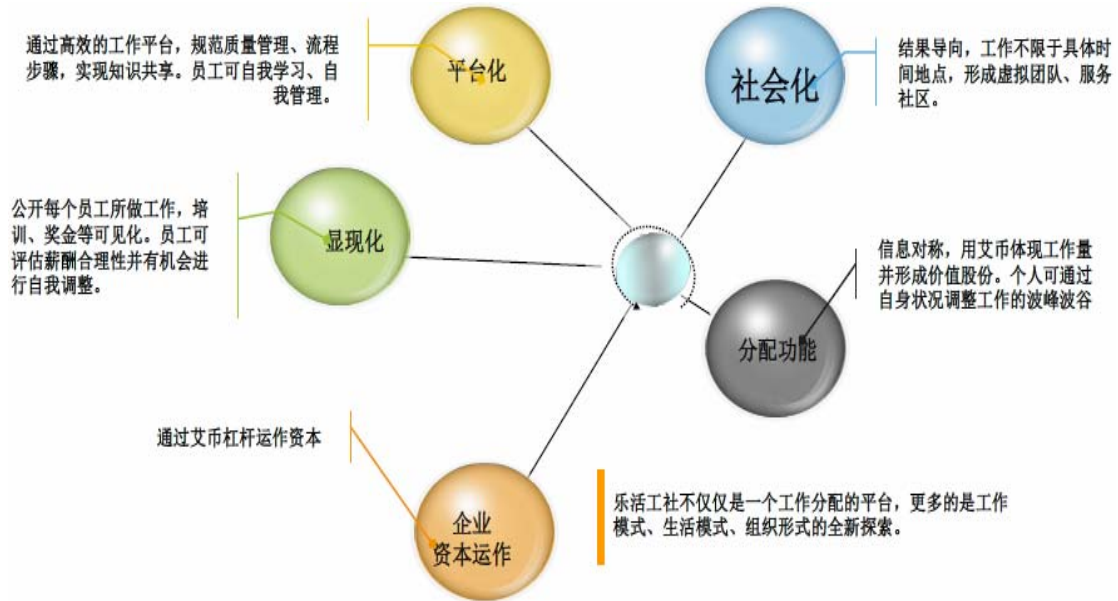 通过高效的工作平台，规范质量管理、流程
步骤，实现知识共享。员工可自我学习、自
我管理。
平台化
社会化
结果导向，工作不限于具体时
间地点，形成虚拟团队、服务
社区。
公开每个员工所做工作，培
训、奖金等可见化。员工可
评估薪酬合理性并有机会进
行自我调整。
显现化
信息对称，用艾币体现工作量
并形成价值股份。个人可通过
自身状况调整工作的波峰波谷
分配功能
通过艾币杠杆运作资本
企业
资本运作
乐活工社不仅仅是一个工作分配的平台，更多的是工作
模式、生活模式、组织形式的全新探索。